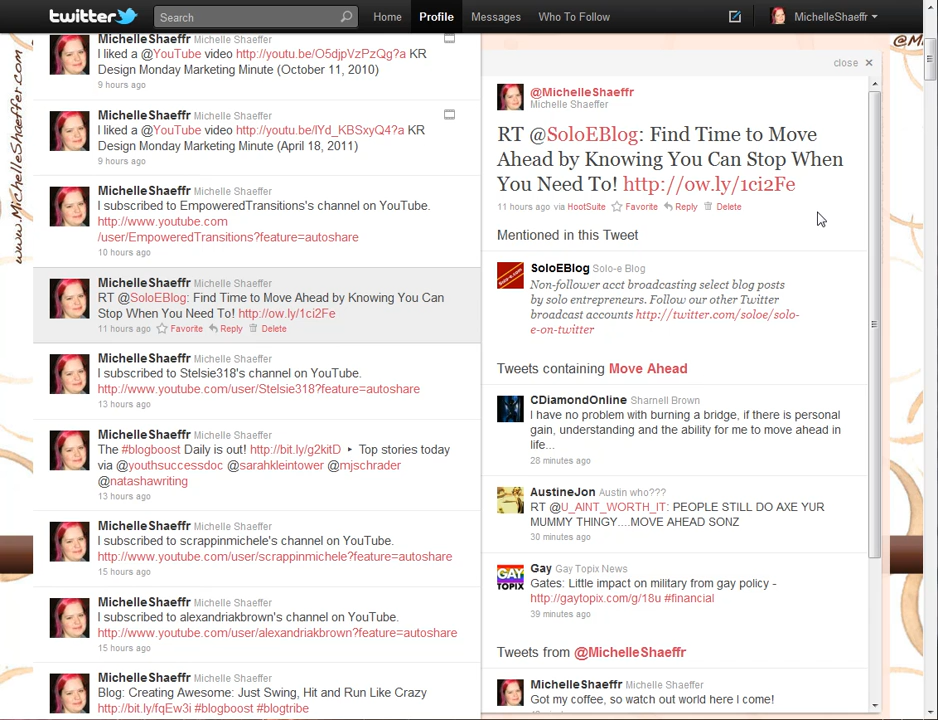 twitter Search Home Profile Messages Who To Follow MichelleShaeffr
www.MichelleShaeffer.com
MichelleShaeffr Michelle Shaeffer
I liked a @YouTube video http://youtu.be/O5djpVzPzQg?a KR
Design Monday Marketing Minute (October 11, 2010)
9 hours ago
MichelleShaeffr Michelle Shaeffer
I liked a @YouTube video http://youtu.be/lYd_KBSxyQ4?a KR
Design Monday Marketing Minute (April 18, 2011)
9 hours ago
MichelleShaeffr Michelle Shaeffer
I subscribed to EmpoweredTransitions's channel on YouTube.
http://www.youtube.com
/user/EmpoweredTransitions?feature=autoshare
10 hours ago
MichelleShaeffr Michelle Shaeffer
RT @SoloEBlog: Find Time to Move Ahead by Knowing You Can
Stop When You Need To! http://ow.ly/1ci2Fe
11 hours ago Favorite Reply Delete
MichelleShaeffr Michelle Shaeffer
I subscribed to Stelsie318's channel on YouTube.
http://www.youtube.com/user/Stelsie318?feature=autoshare
13 hours ago
MichelleShaeffr Michelle Shaeffer
The #blogboost Daily is out! http://bit.ly/g2kitD ▸ Top stories today
via @youthsuccessdoc @sarahkleintower @mjschrader
@natashawriting
13 hours ago
MichelleShaeffr Michelle Shaeffer
I subscribed to scrappinmichele's channel on YouTube.
http://www.youtube.com/user/scrappinmichele?feature=autoshare
15 hours ago
MichelleShaeffr Michelle Shaeffer
I subscribed to alexandriakbrown's channel on YouTube.
http://www.youtube.com/user/alexandriakbrown?feature=autoshare
15 hours ago
MichelleShaeffr Michelle Shaeffer
Blog: Creating Awesome: Just Swing, Hit and Run Like Crazy
http://bit.ly/fqEw3i #blogboost #blogtribe
close ×
@MichelleShaeffr
Michelle Shaeffer
RT @SoloEBlog: Find Time to Move
Ahead by Knowing You Can Stop When
You Need To! http://ow.ly/1ci2Fe
11 hours ago via HootSuite Favorite Reply Delete
Mentioned in this Tweet
SoloEBlog Solo-e Blog
Non-follower acct broadcasting select blog posts
by solo entrepreneurs. Follow our other Twitter
broadcast accounts http://twitter.com/soloe/solo-
e-on-twitter
Tweets containing Move Ahead
CDiamondOnline Sharnell Brown
I have no problem with burning a bridge, if there is personal
gain, understanding and the ability for me to move ahead in
life...
28 minutes ago
AustineJon Austin who???
RT @U_AINT_WORTH_IT: PEOPLE STILL DO AXE YUR
MUMMY THINGY....MOVE AHEAD SONZ
30 minutes ago
GAY
TOPIX
Gay Gay Topix News
Gates: Little impact on military from gay policy -
http://gaytopix.com/g/18u #financial
39 minutes ago
Tweets from @MichelleShaeffr
MichelleShaeffr Michelle Shaeffer
Got my coffee, so watch out world here I come!